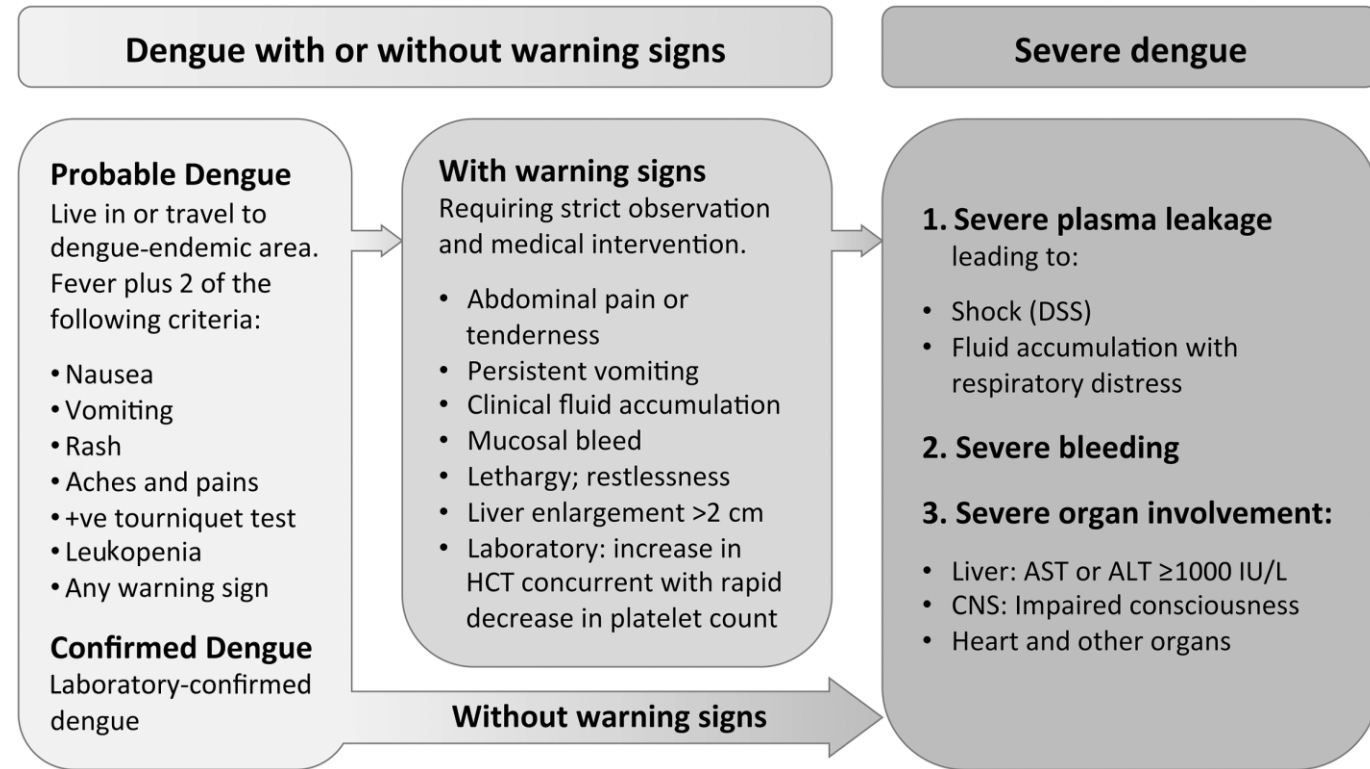 Dengue with or without warning signs
Severe dengue
Probable Dengue
Live in or travel to
dengue-endemic area.
Fever plus 2 of the
following criteria:
• Nausea
• Vomiting
• Rash
• Aches and pains
• +ve tourniquet test
• Leukopenia
• Any warning sign
Confirmed Dengue
Laboratory-confirmed
dengue
With warning signs
Requiring strict observation
and medical intervention.
• Abdominal pain or
tenderness
• Persistent vomiting
• Clinical fluid accumulation
• Mucosal bleed
• Lethargy; restlessness
• Liver enlargement >2 cm
• Laboratory: increase in
HCT concurrent with rapid
decrease in platelet count
Without warning signs
1. Severe plasma leakage
leading to:
• Shock (DSS)
• Fluid accumulation with
respiratory distress
2. Severe bleeding
3. Severe organ involvement:
• Liver: AST or ALT ≥1000 IU/L
• CNS: Impaired consciousness
• Heart and other organs